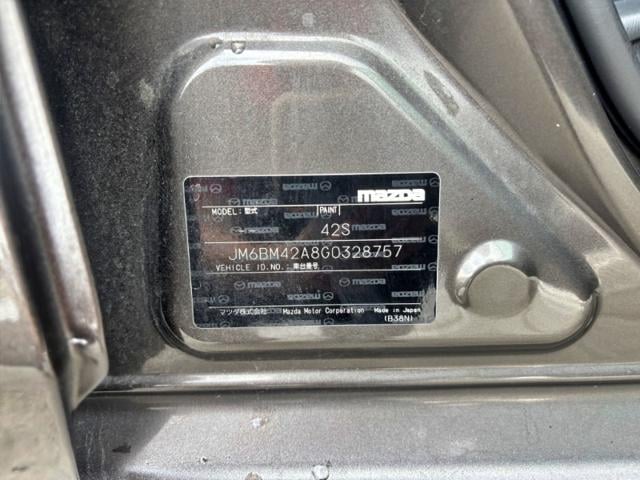 mazda
MODEL:型式 PAINT
42S
JM6BM42A8G0328757
VEHICLE ID.NO.:車台番号
マツダ株式会社 Mazda Motor Corporation Made in Japan
(B38N)